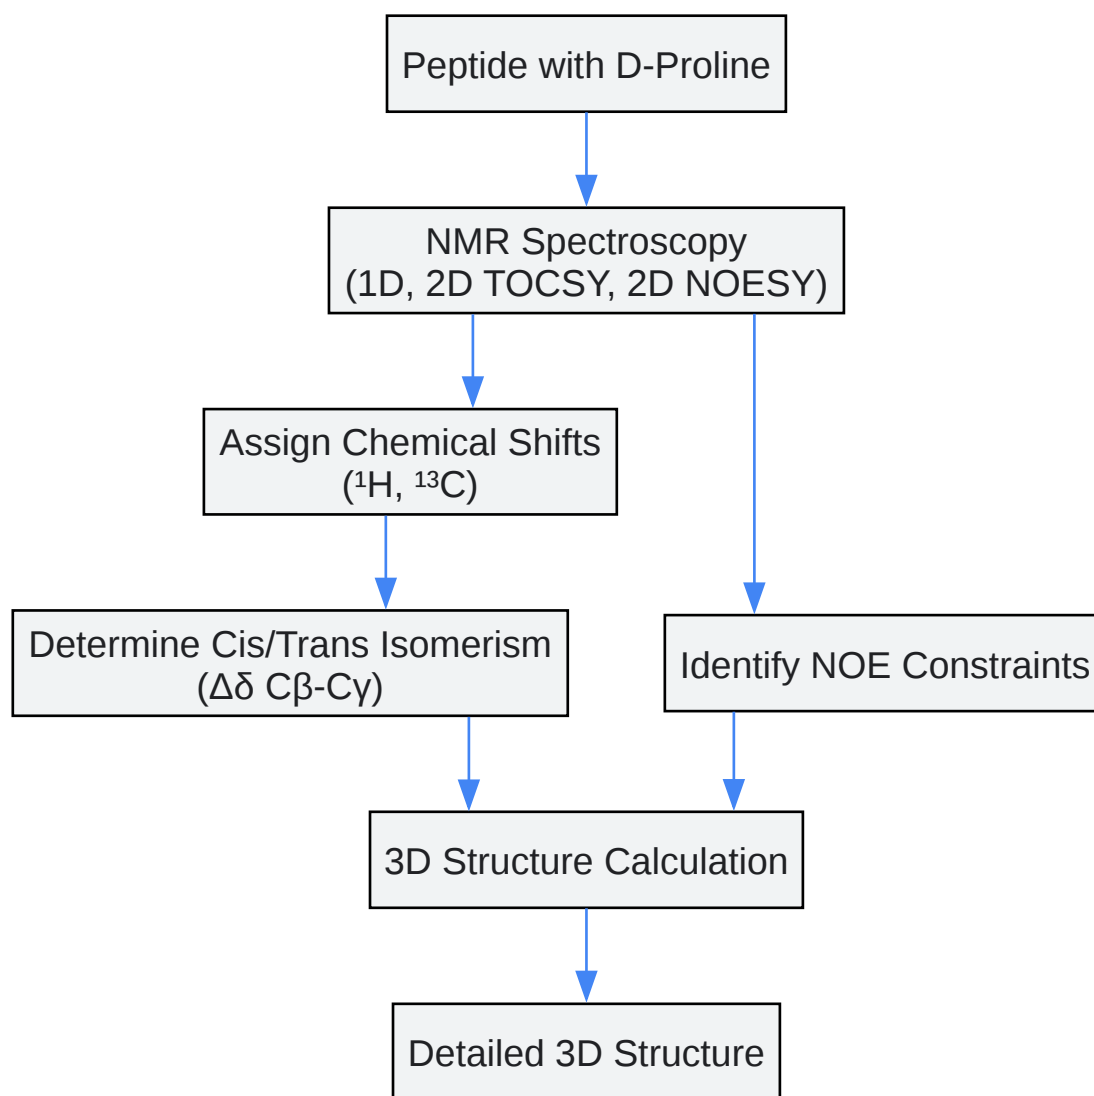 Peptide with D-Proline
NMR Spectroscopy
(1D, 2D TOCSY, 2D NOESY)
Assign Chemical Shifts
(¹H, ¹³C)
Determine Cis/Trans Isomerism
(Δδ Cβ-Cγ)
Identify NOE Constraints
3D Structure Calculation
Detailed 3D Structure